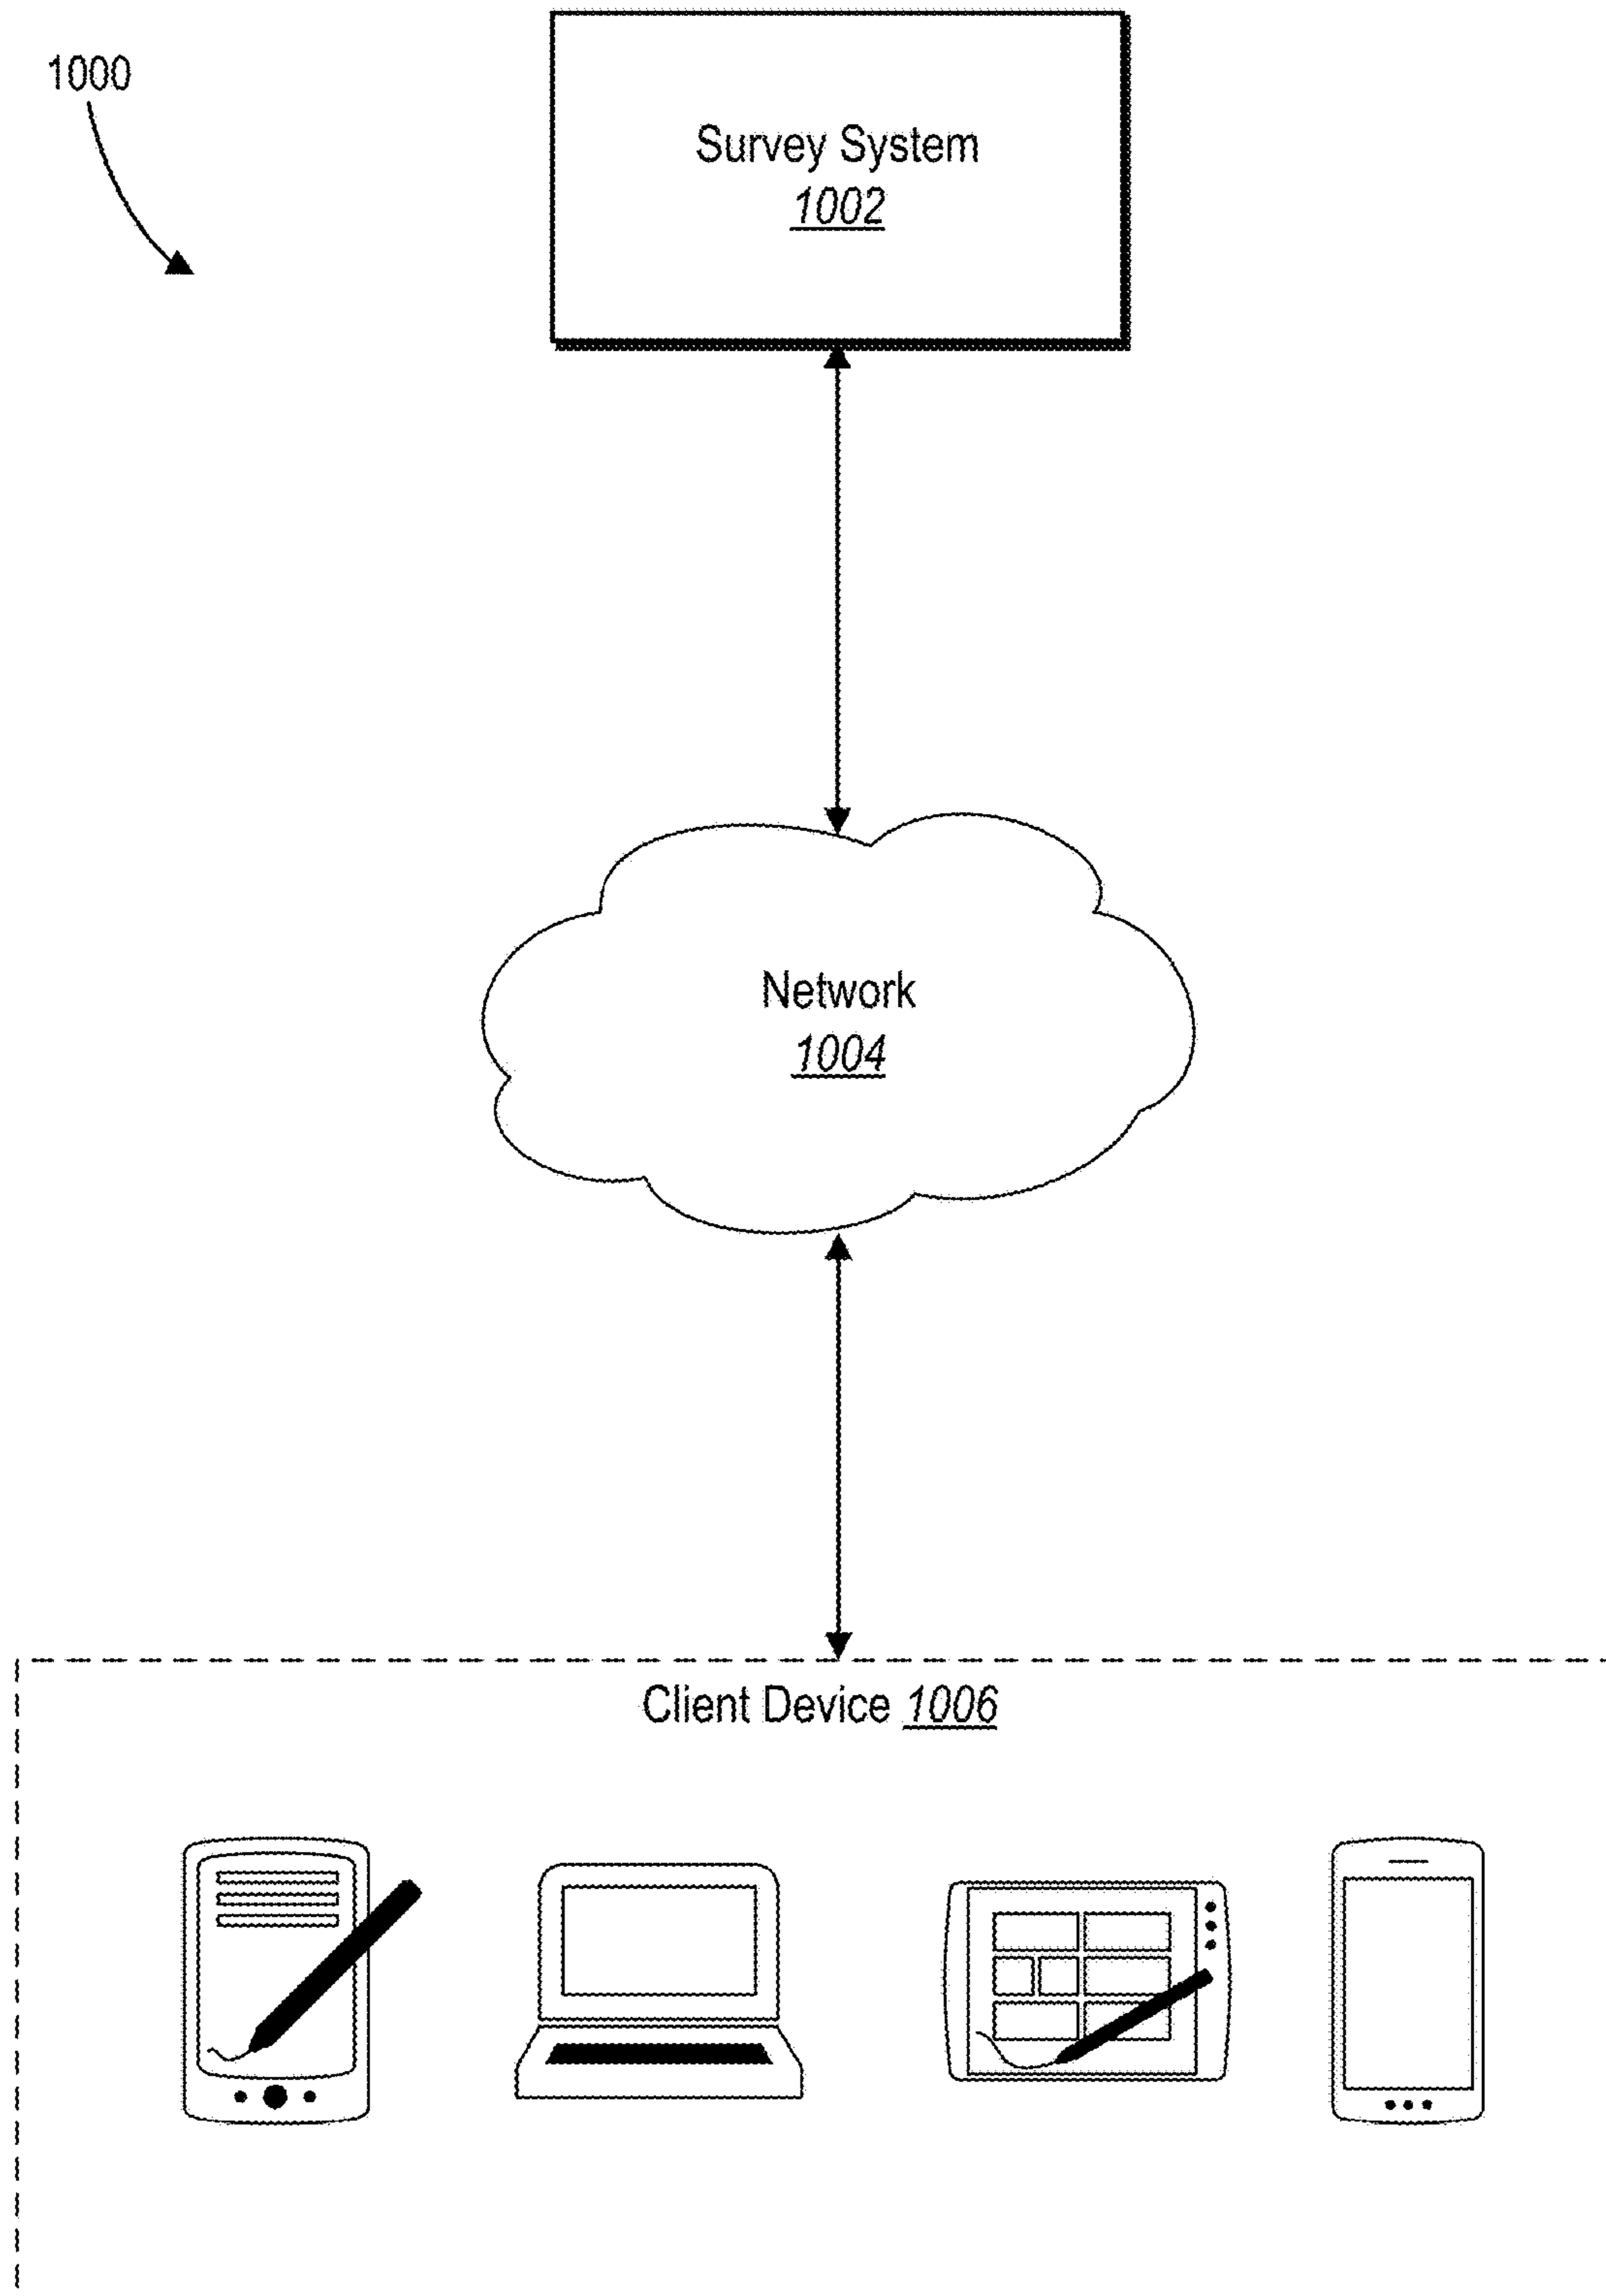 1000
Survey System
1002
Network
1004
Client Device 1006